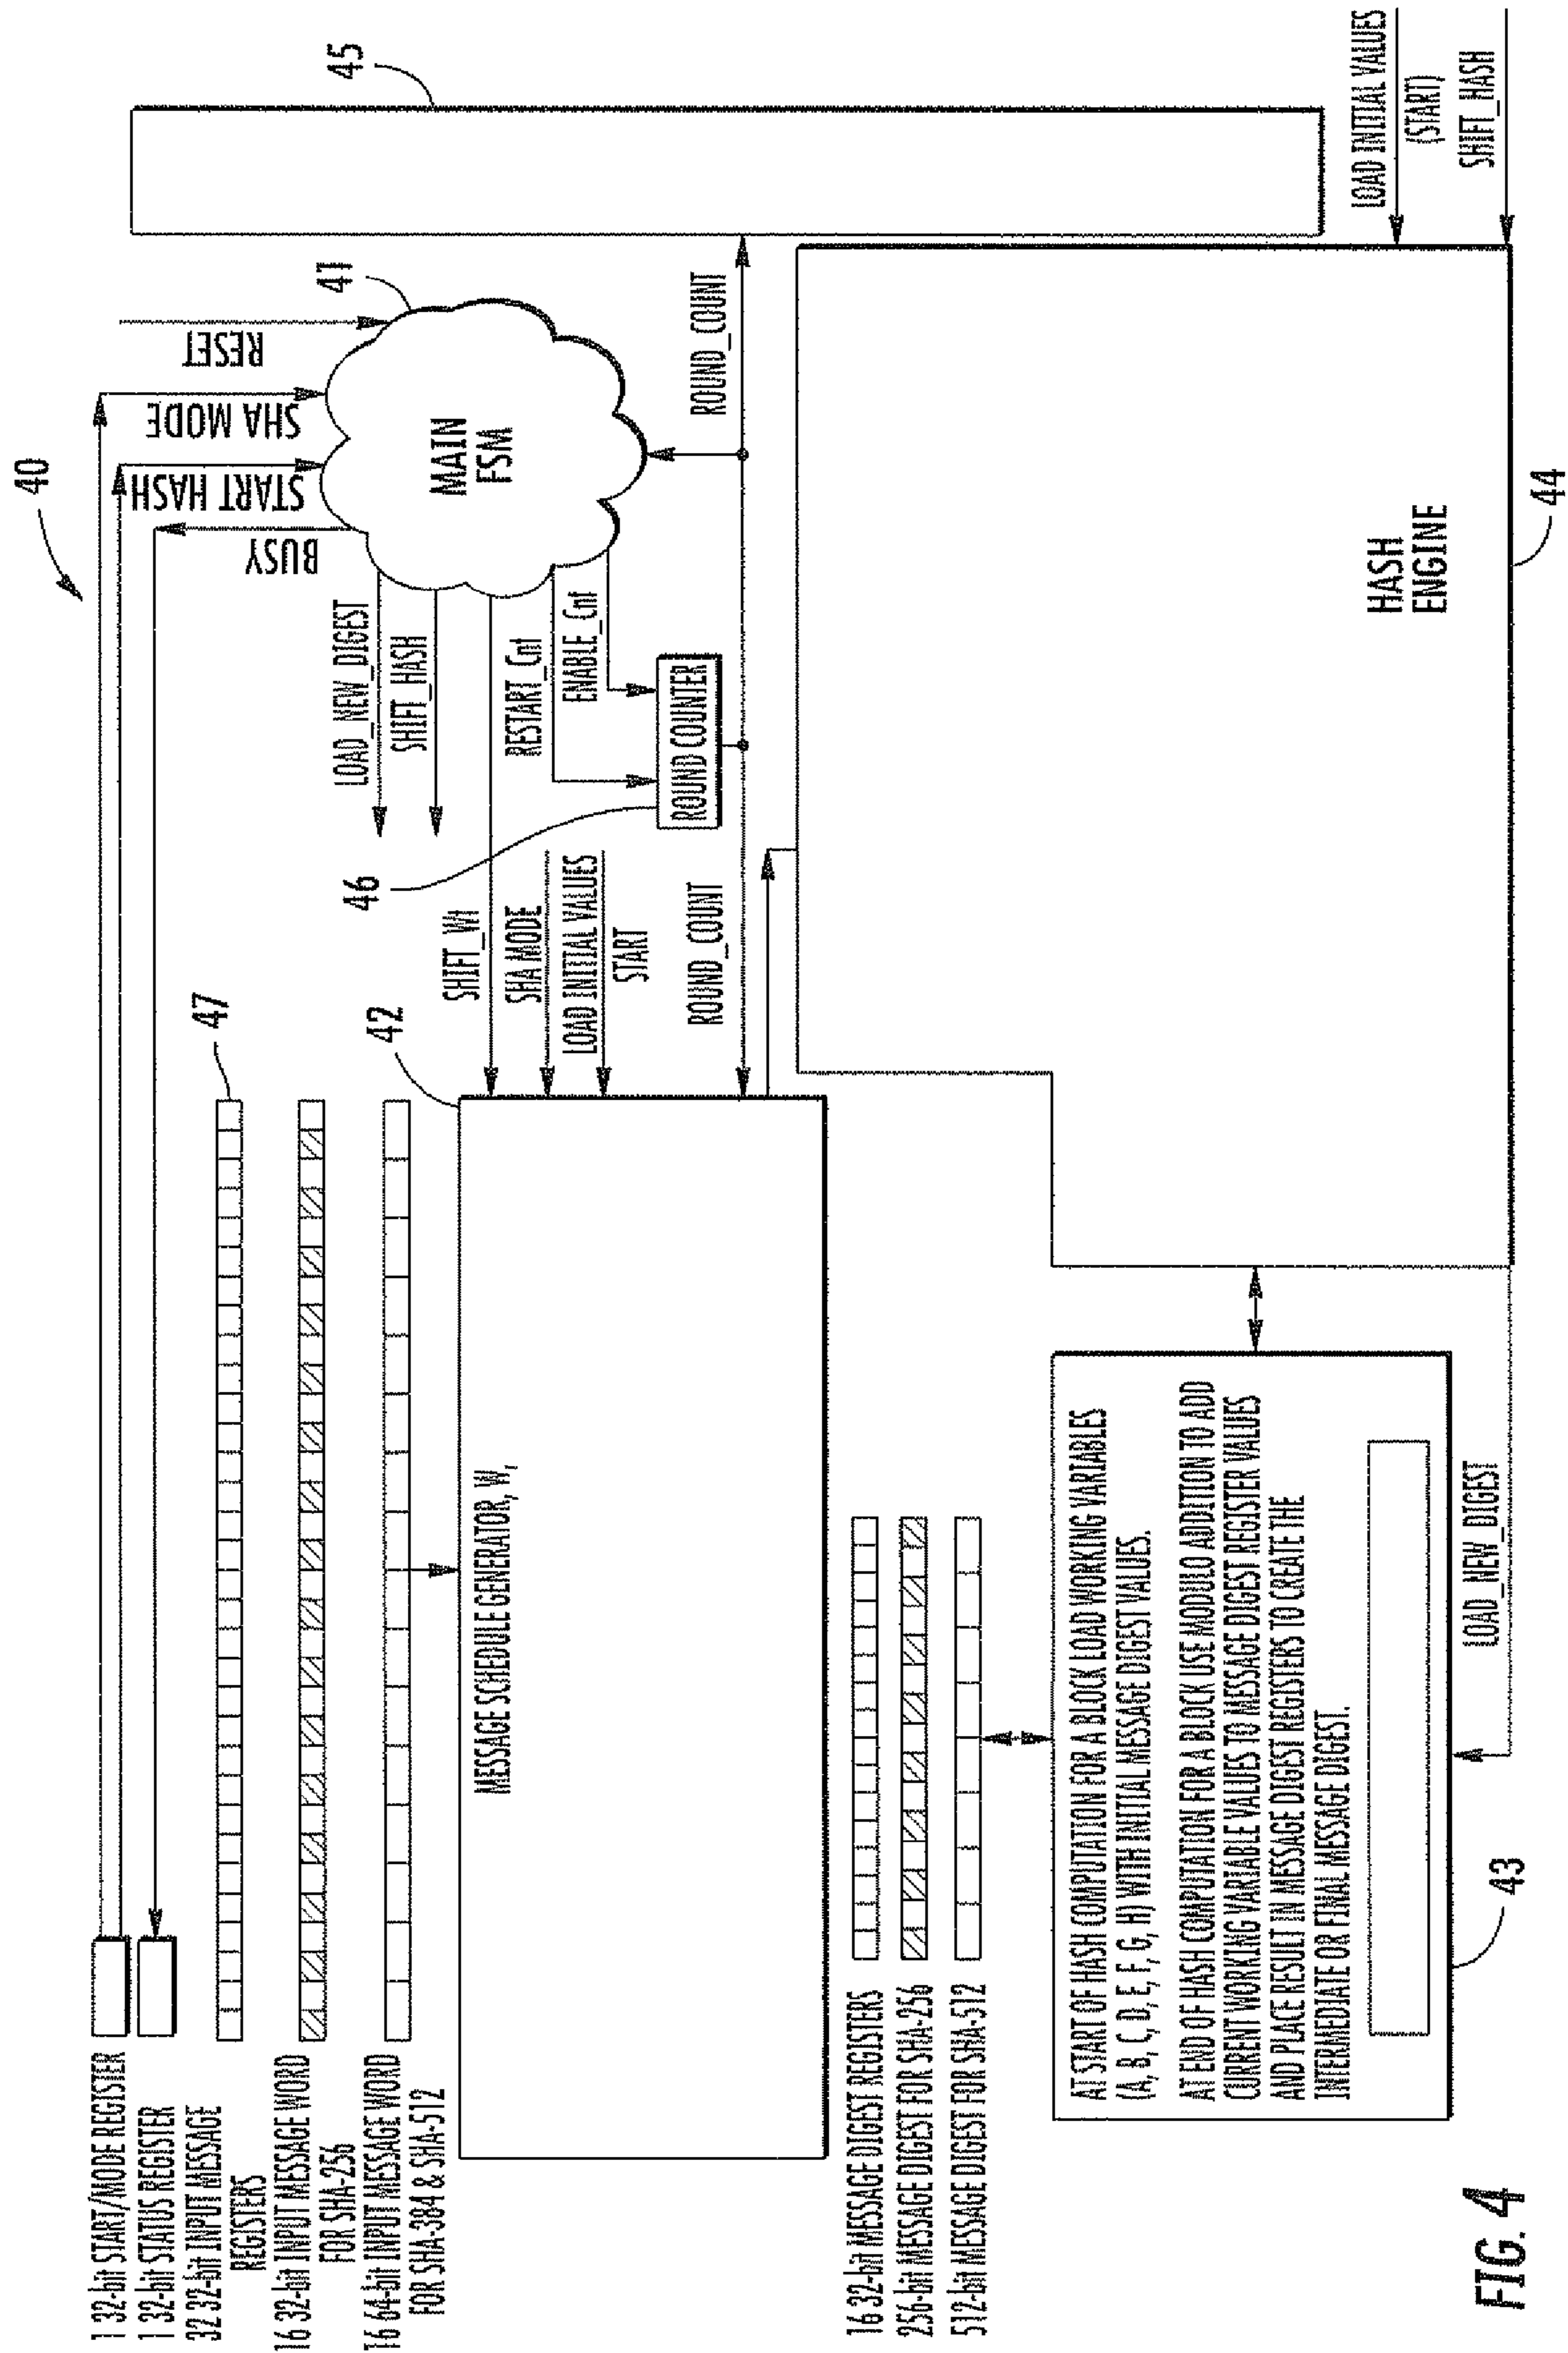 40
1 32-bit START/MODE REGISTER
1 32-bit STATUS REGISTER
32 32-bit INPUT MESSAGE
REGISTERS
16 32-bit INPUT MESSAGE WORD
FOR SHA-256
16 64-bit INPUT MESSAGE WORD
FOR SHA-384 & SHA-512
47
42
BUSY
START HASH
SHA MODE
RESET
41
45
MAIN
FSM
LOAD_NEW_DIGEST
SHIFT_HASH
SHIFT_Wt
SHA MODE
LOAD INITIAL VALUES
START
RESTART_Cnt
ENABLE_Cnt
46
ROUND COUNTER
ROUND_COUNT
ROUND_COUNT
MESSAGE SCHEDULE GENERATOR, Wt
16 32-bit MESSAGE DIGEST REGISTERS
256-bit MESSAGE DIGEST FOR SHA-256
512-bit MESSAGE DIGEST FOR SHA-512
AT START OF HASH COMPUTATION FOR A BLOCK LOAD WORKING VARIABLES
(A, B, C, D, E, F, G, H) WITH INITIAL MESSAGE DIGEST VALUES.
AT END OF HASH COMPUTATION FOR A BLOCK USE MODULO ADDITION TO ADD
CURRENT WORKING VARIABLE VALUES TO MESSAGE DIGEST REGISTER VALUES
AND PLACE RESULT IN MESSAGE DIGEST REGISTERS TO CREATE THE
INTERMEDIATE OR FINAL MESSAGE DIGEST.
43
LOAD_NEW_DIGEST
HASH
ENGINE
44
LOAD INITIAL VALUES
(START)
SHIFT_HASH
FIG. 4